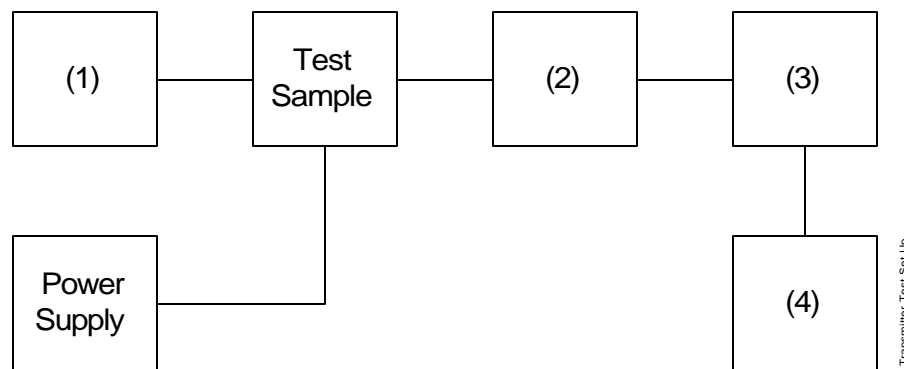 (1)
Test
Sample
(2)
(3)
Power
Supply
(4)
Transmitter Test Set Up